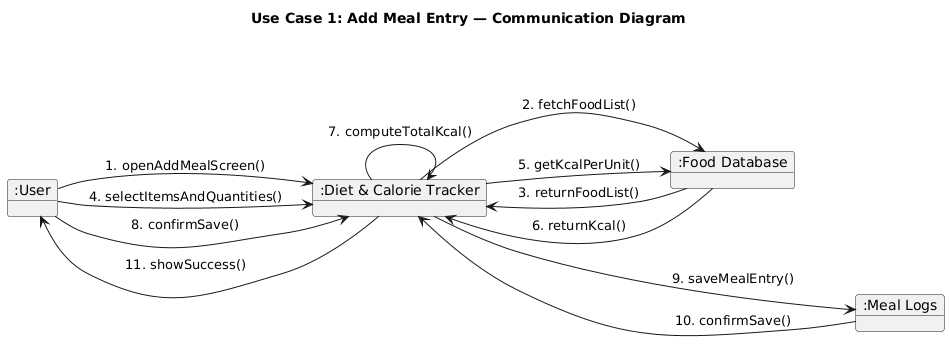 Use Case 1: Add Meal Entry — Communication Diagram
2. fetchFoodList()
7. computeTotalKcal()
1. openAddMealScreen()
5. getKcalPerUnit()
:Food Database
:User
:Diet & Calorie Tracker
4. selectItemsAndQuantities()
3. returnFoodList()
8. confirmSave()
6. returnKcal()
11. showSuccess()
9. saveMealEntry()
:Meal Logs
10. confirmSave()